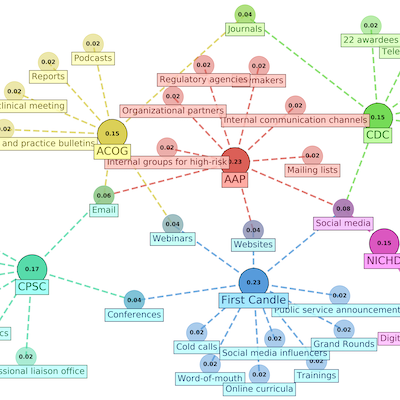 0.04
Journals
0.02
22 awardees
Tele
0.02
Podcasts
0.02
Reports
0.02
Regulatory agencies
0.02
makers
0.02
clinical meeting
0.02
Organizational partners
0.02
Internal communication channels
0.15
CDC
0.02
and practice bulletins
0.15
ACOG
0.02
Internal groups for high-risk
0.23
AAP
0.02
Mailing lists
0.06
Email
0.08
Social media
0.04
Webinars
0.04
Websites
0.15
NICHD
0.17
CPSC
0.23
First Candle
0.04
Conferences
0.02
Public service announcement
0.02
Cold calls
0.02
Social media influencers
0.02
Grand Rounds
Digit
cs
0.02
ssional liaison office
0.02
Word-of-mouth
0.02
Online curricula
0.02
Trainings